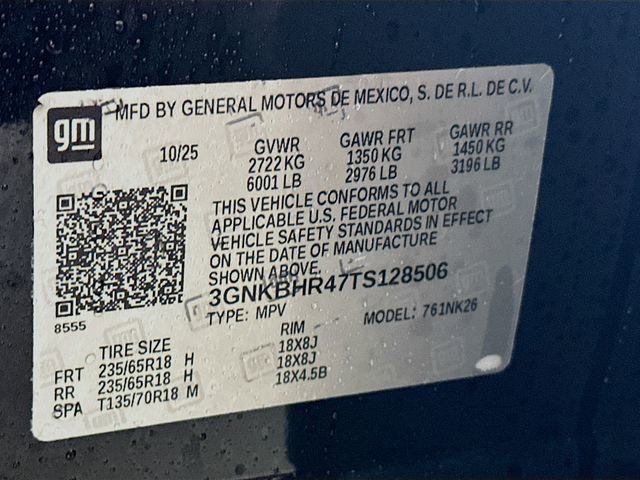 gm
MFD BY GENERAL MOTORS DE MEXICO, S. DE R.L. DE C.V.
10/25 GVWR GAWR FRT GAWR RR
2722 KG 1350 KG 1450 KG
6001 LB 2976 LB 3196 LB
THIS VEHICLE CONFORMS TO ALL
APPLICABLE U.S. FEDERAL MOTOR
VEHICLE SAFETY STANDARDS IN EFFECT
ON THE DATE OF MANUFACTURE
SHOWN ABOVE.
3GNKBHR47TS128506
8555
TYPE: MPV MODEL: 761NK26
TIRE SIZE RIM
FRT 235/65R18 H 18X8J
RR 235/65R18 H 18X8J
SPA T135/70R18 M 18X4.5B